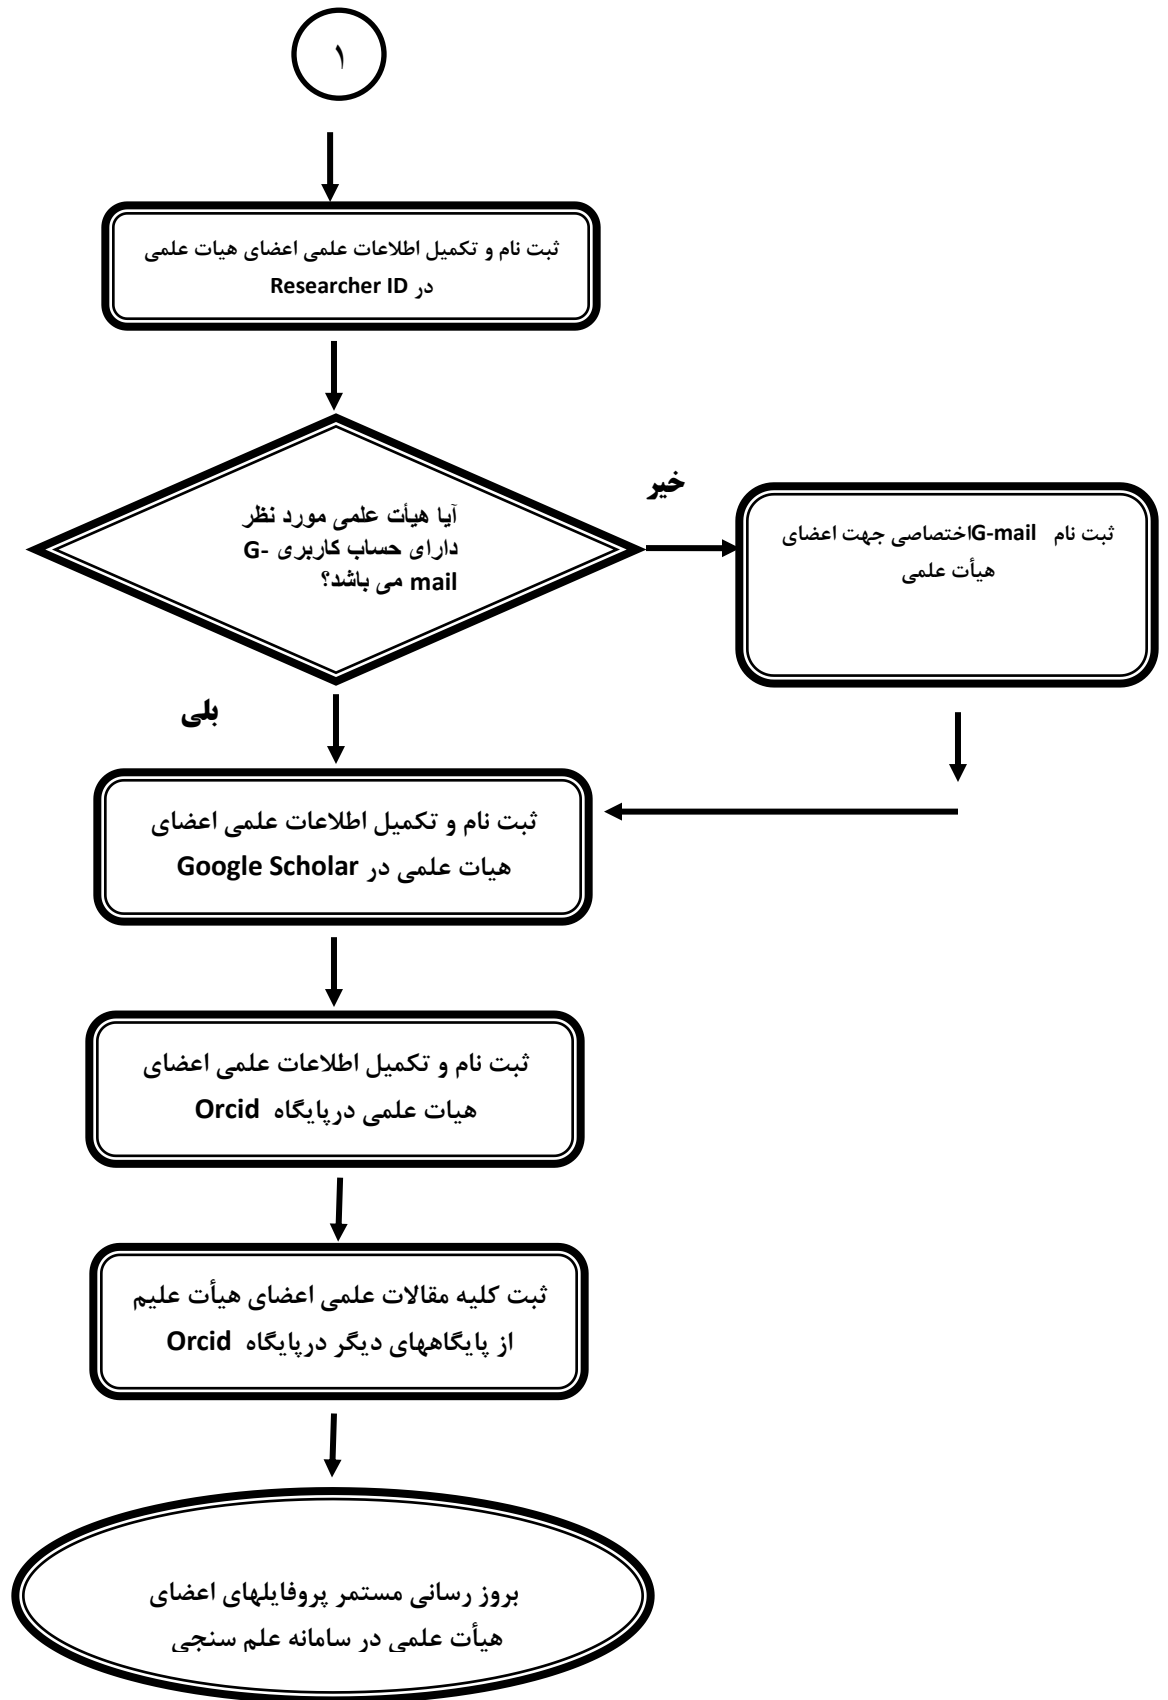 ۱
ثبت نام و تکمیل اطلاعات علمی اعضای هیات علمی
در Researcher ID
آیا هیأت علمی مورد نظر
دارای حساب کاربری G-
mail می باشد؟
خیر
ثبت نام G-mailاختصاصی جهت اعضای
هیأت علمی
بلی
ثبت نام و تکمیل اطلاعات علمی اعضای
هیات علمی در Google Scholar
ثبت نام و تکمیل اطلاعات علمی اعضای
هیات علمی درپایگاه Orcid
ثبت کلیه مقالات علمی اعضای هیأت علیم
از پایگاههای دیگر درپایگاه Orcid
بروز رسانی مستمر پروفایلهای اعضای
هیأت علمی در سامانه علم سنجی